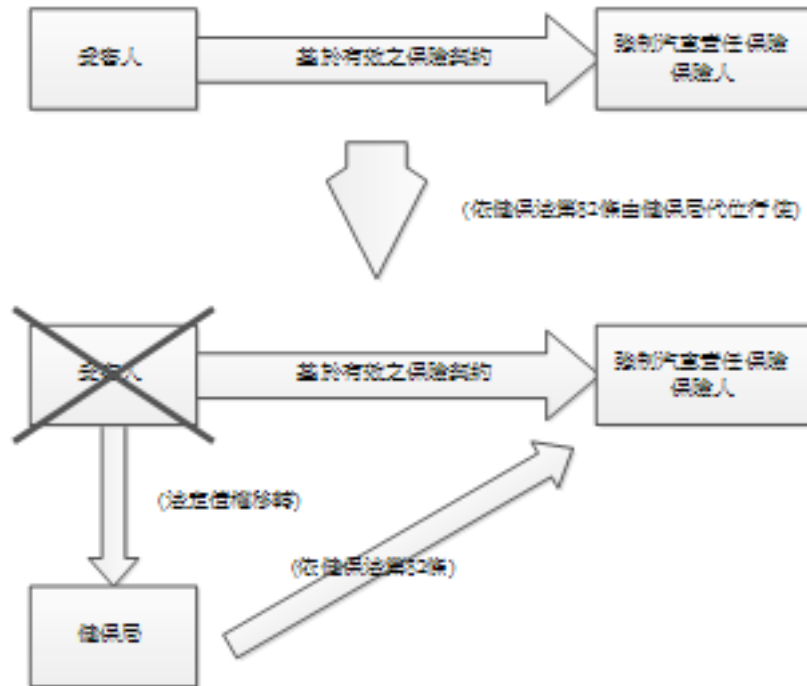 受害人
基於有效之保險契約
強制汽車責任保險
保險人
(依健保法第82條由健保局代位行使)
受害人
基於有效之保險契約
強制汽車責任保險
保險人
(法定債權移轉)
(依健保法第82條)
健保局